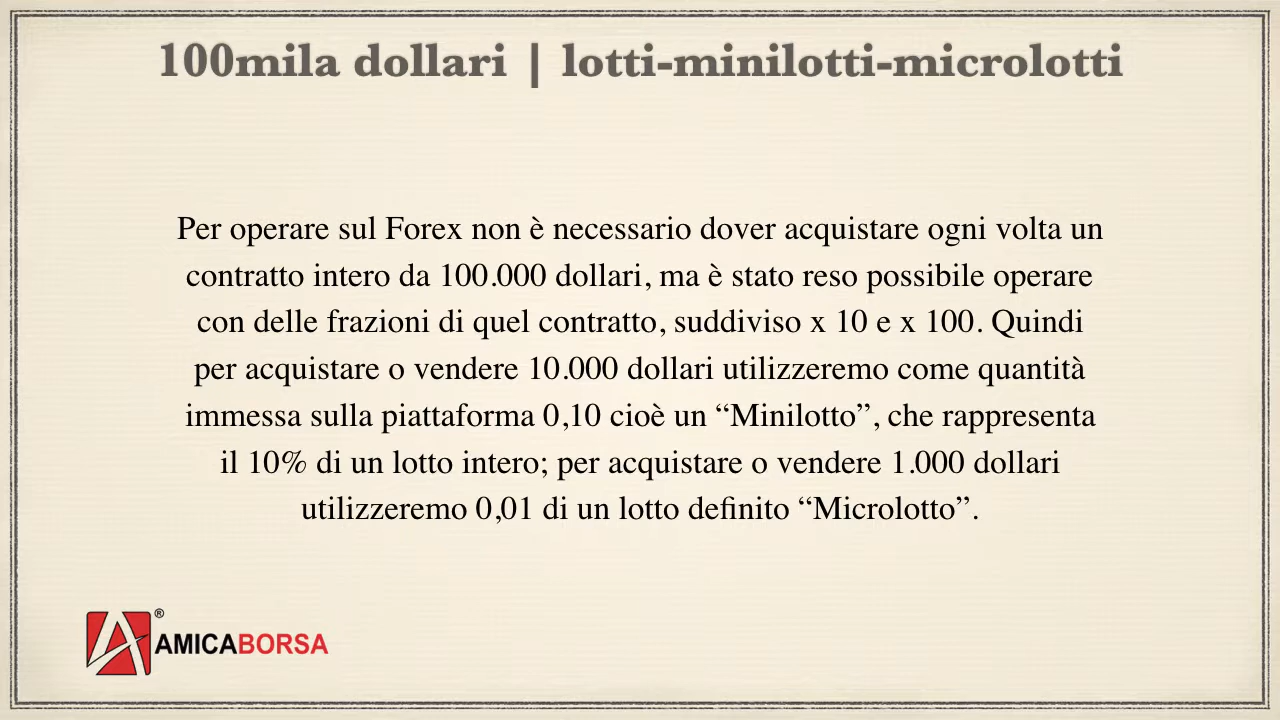 100mila dollari | lotti-minilotti-microlotti
Per operare sul Forex non è necessario dover acquistare ogni volta un
contratto intero da 100.000 dollari, ma è stato reso possibile operare
con delle frazioni di quel contratto, suddiviso x 10 e x 100. Quindi
per acquistare o vendere 10.000 dollari utilizzeremo come quantità
immessa sulla piattaforma 0,10 cioè un “Minilotto”, che rappresenta
il 10% di un lotto intero; per acquistare o vendere 1.000 dollari
utilizzeremo 0,01 di un lotto definito “Microlotto”.
®
AMICABORSA